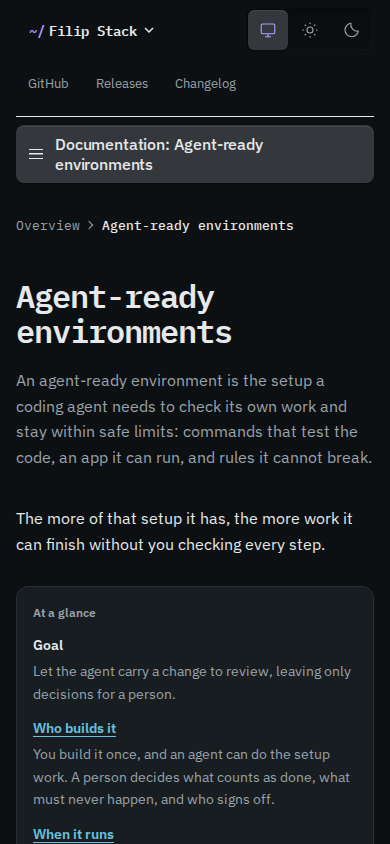 ~/ Filip Stack
GitHub Releases Changelog
Documentation: Agent-ready
environments
Overview > Agent-ready environments
Agent-ready
environments
An agent-ready environment is the setup a
coding agent needs to check its own work and
stay within safe limits: commands that test the
code, an app it can run, and rules it cannot break.
The more of that setup it has, the more work it
can finish without you checking every step.
At a glance
Goal
Let the agent carry a change to review, leaving only
decisions for a person.
Who builds it
You build it once, and an agent can do the setup
work. A person decides what counts as done, what
must never happen, and who signs off.
When it runs